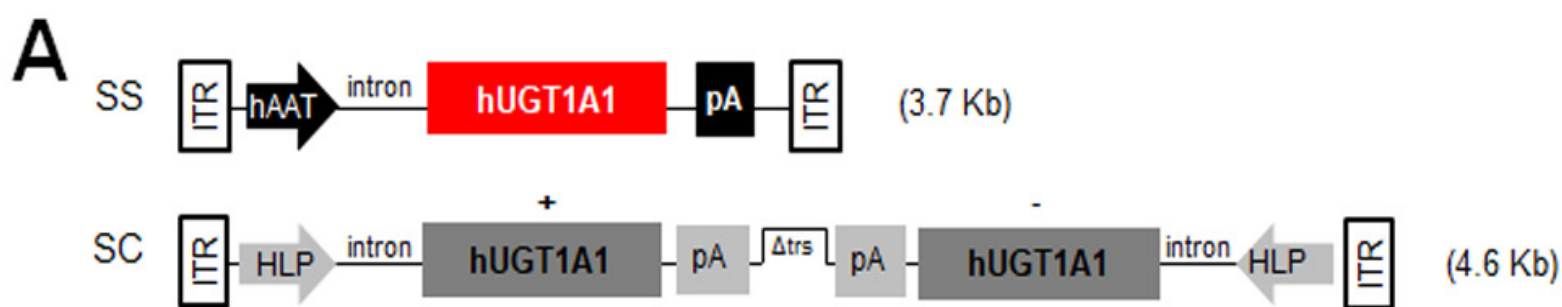 A
SS ITR hAAT intron hUGT1A1 pA ITR (3.7 Kb)
+ -
SC ITR HLP intron hUGT1A1 pA Δtrs pA hUGT1A1 intron HLP ITR (4.6 Kb)